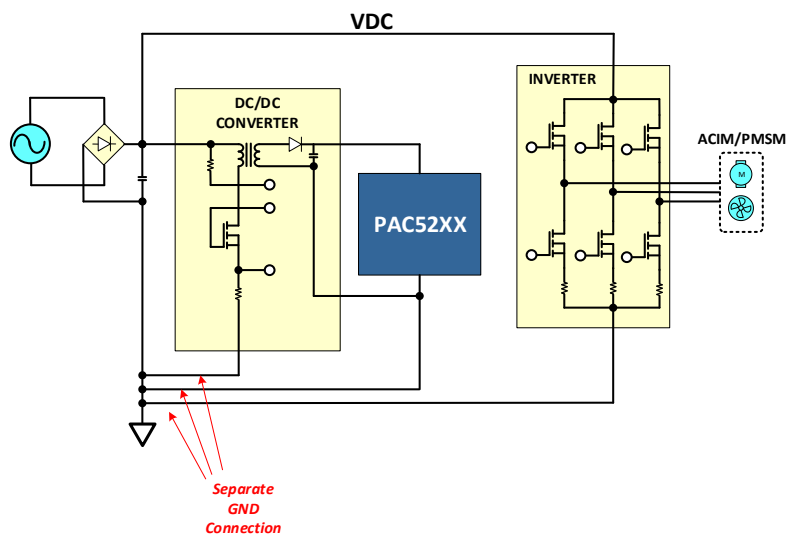 VDC
DC/DC
CONVERTER
INVERTER
ACIM/PMSM
M
PAC52XX
Separate
GND
Connection